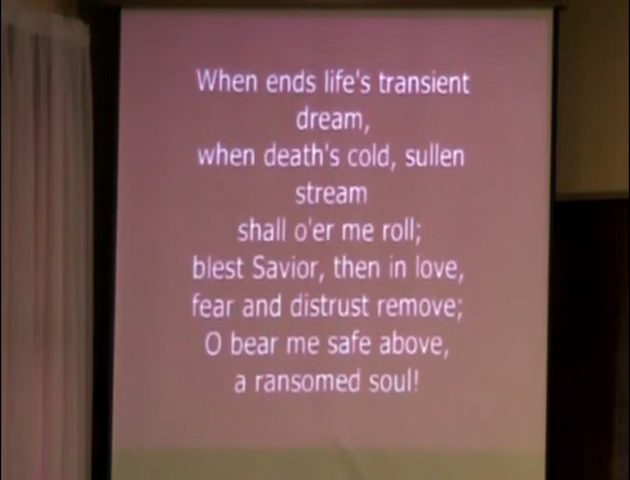 When ends life's transient
dream,
when death's cold, sullen
stream
shall o'er me roll;
blest Savior, then in love,
fear and distrust remove;
O bear me safe above,
a ransomed soul!